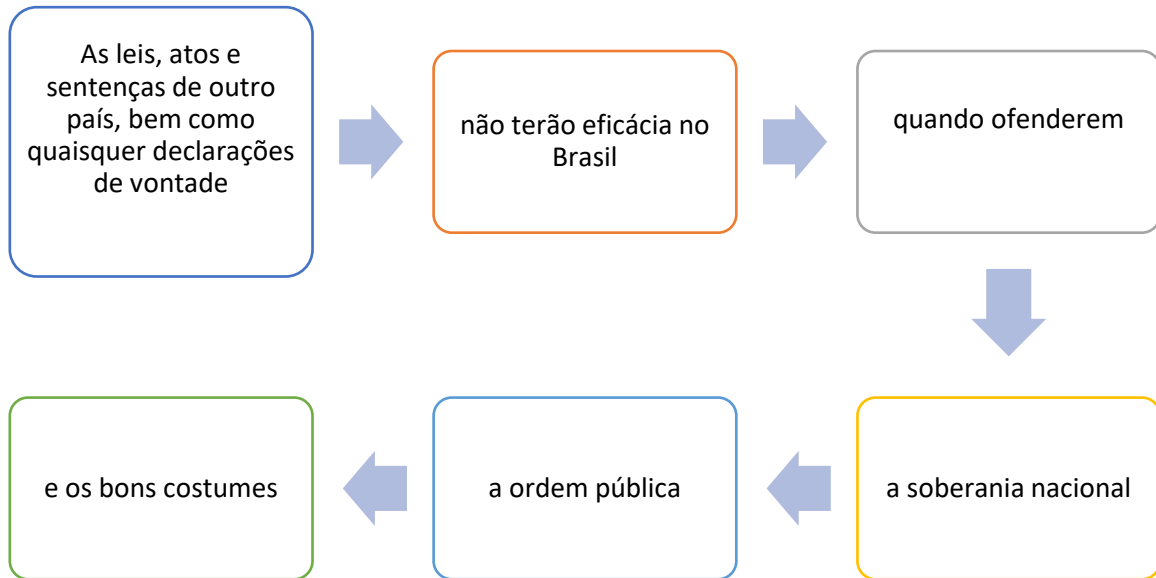 As leis, atos e
sentenças de outro
país, bem como
quaisquer declarações
de vontade
não terão eficácia no
Brasil
quando ofenderem
a soberania nacional
a ordem pública
e os bons costumes